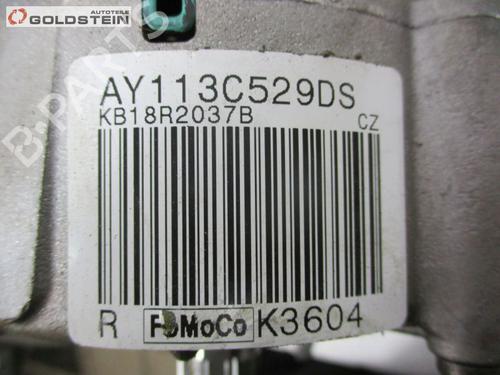 AUTOTEILE
GOLDSTEIN
B-PARTS
AY113C529DS
KB18R2037B
CZ
R FoMoCo K3604